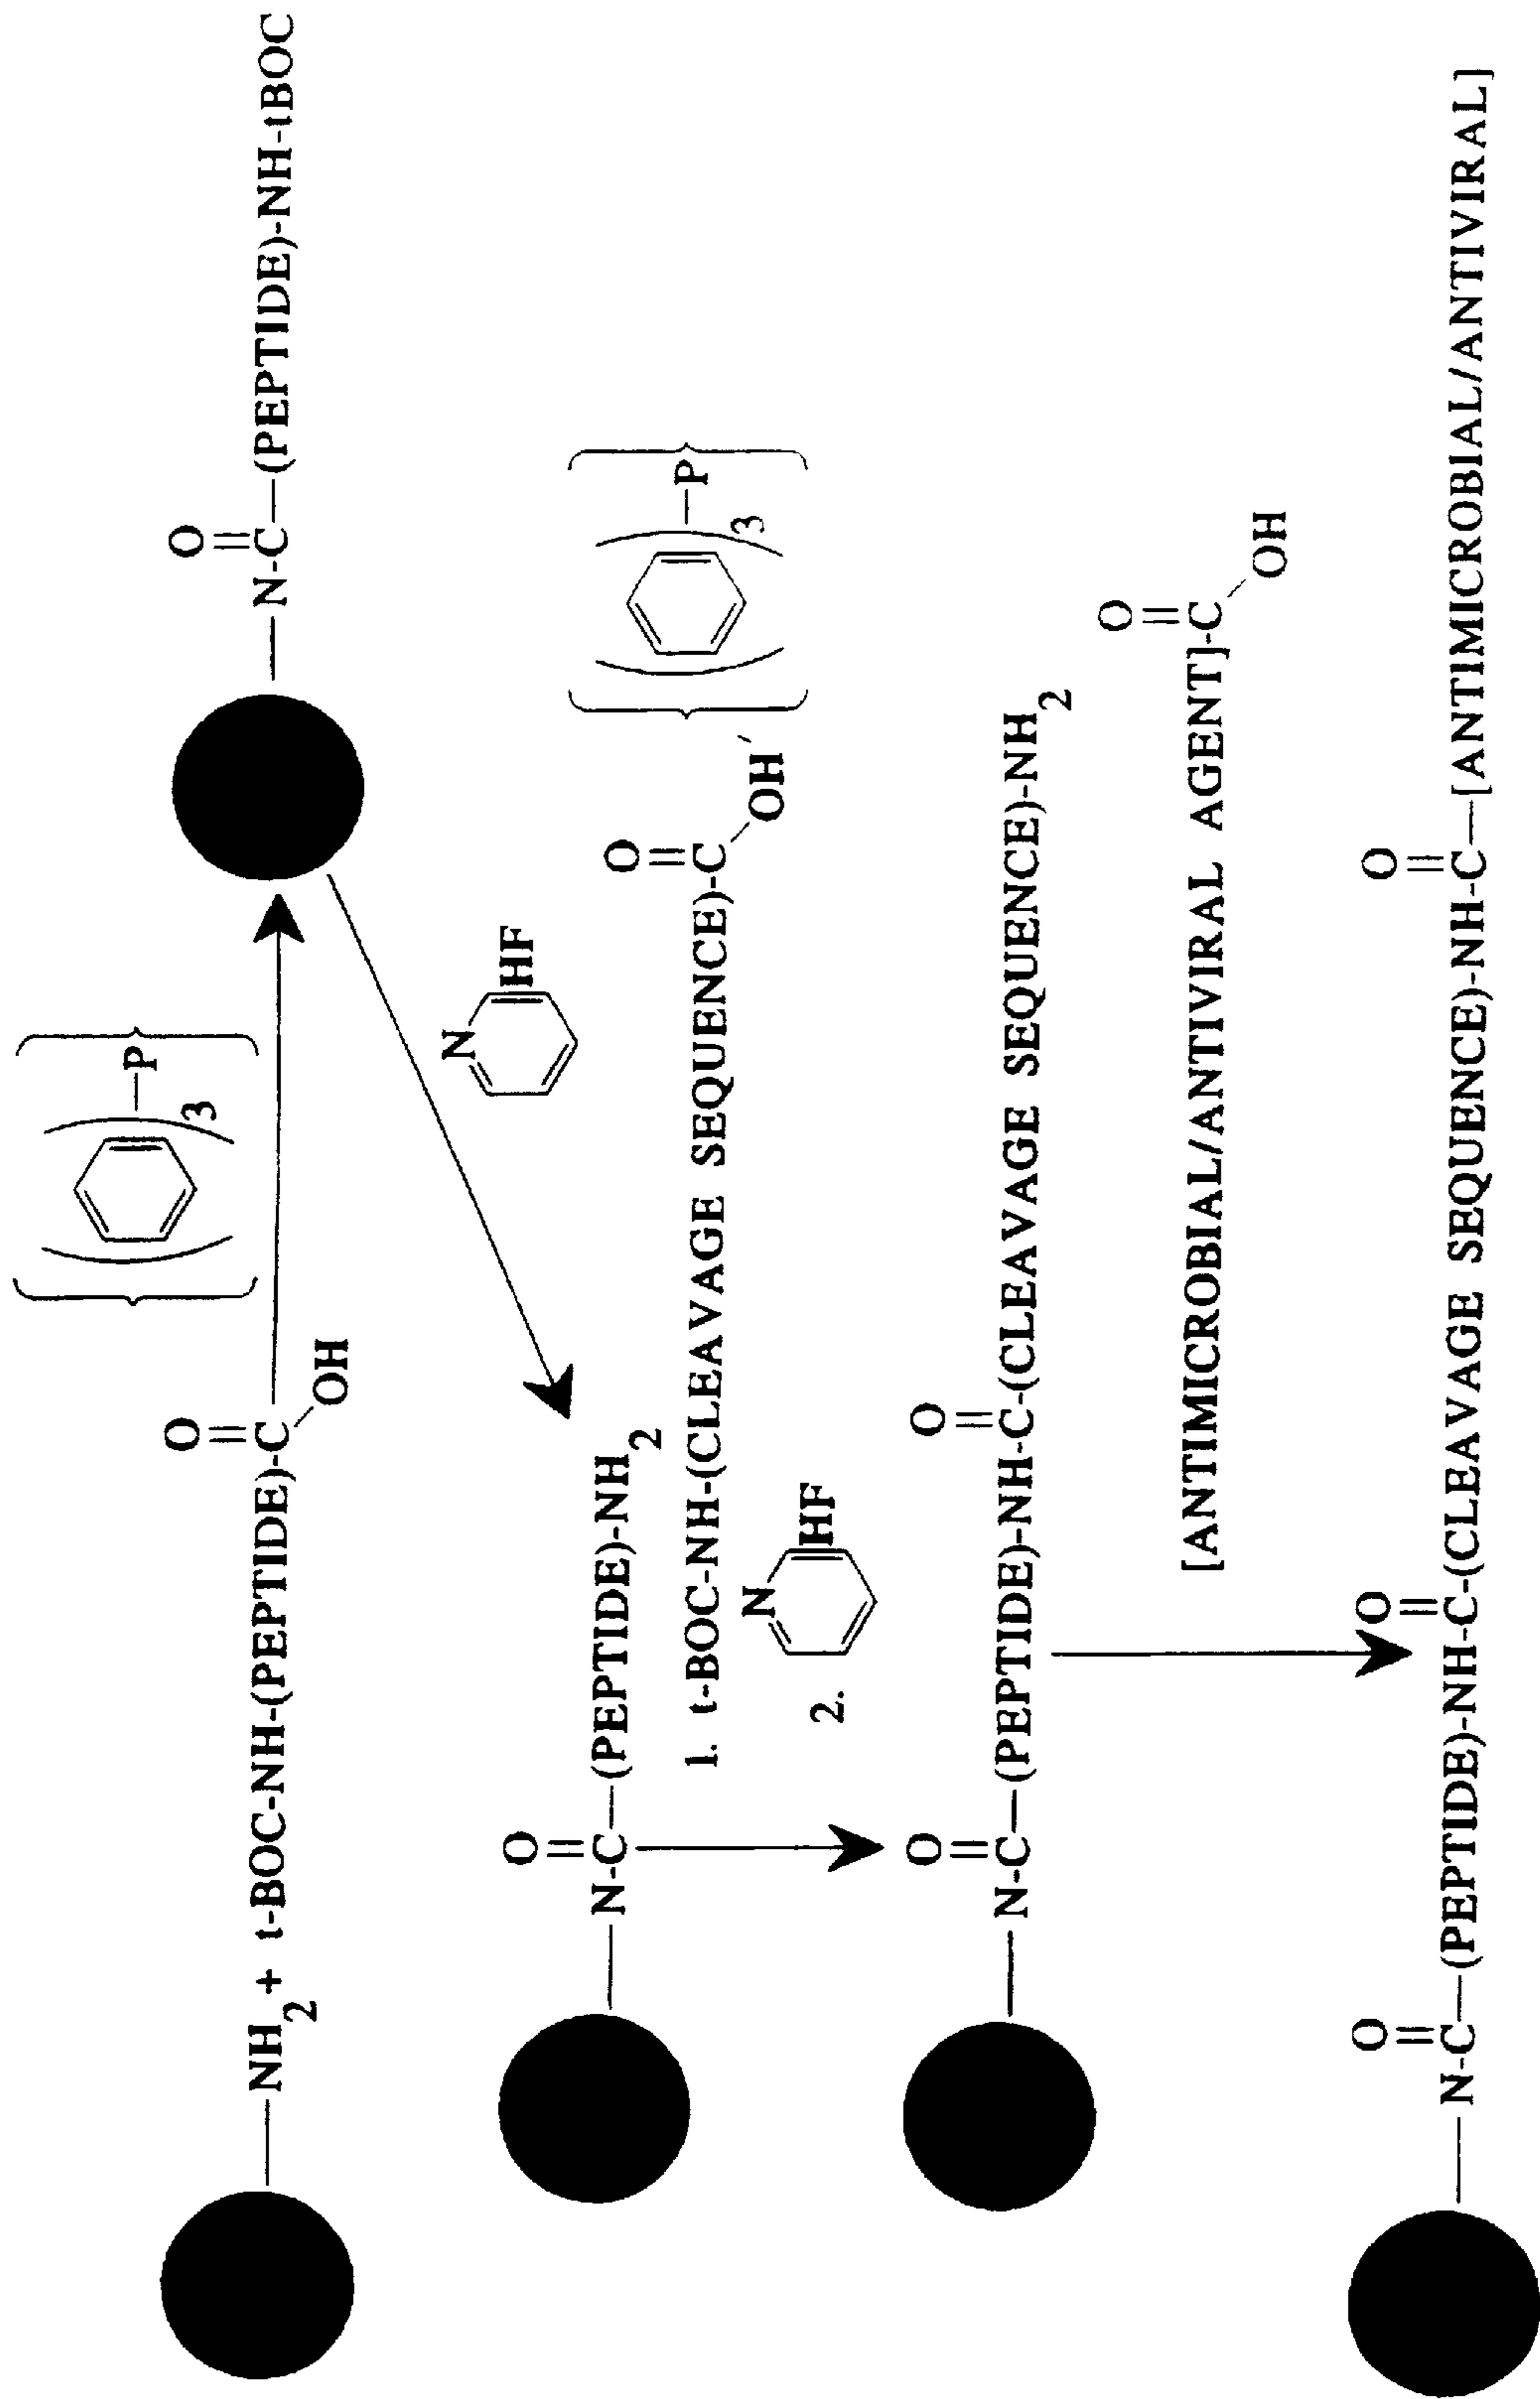 O O
NH2 + t-BOC-NH-(PEPTIDE)-C N-C-(PEPTIDE)-NH-tBOC
OH
( )3 -P
N HF
O
N-C-(PEPTIDE)-NH2
1. t-BOC-NH-(CLEAVAGE SEQUENCE)-C
O
OH
( )3 -P
2. N HF
O O
N-C-(PEPTIDE)-NH-C-(CLEAVAGE SEQUENCE)-NH2
O
[ANTIMICROBIAL/ANTIVIRAL AGENT]-C
OH
O O O
N-C-(PEPTIDE)-NH-C-(CLEAVAGE SEQUENCE)-NH-C-[ANTIMICROBIAL/ANTIVIRAL]